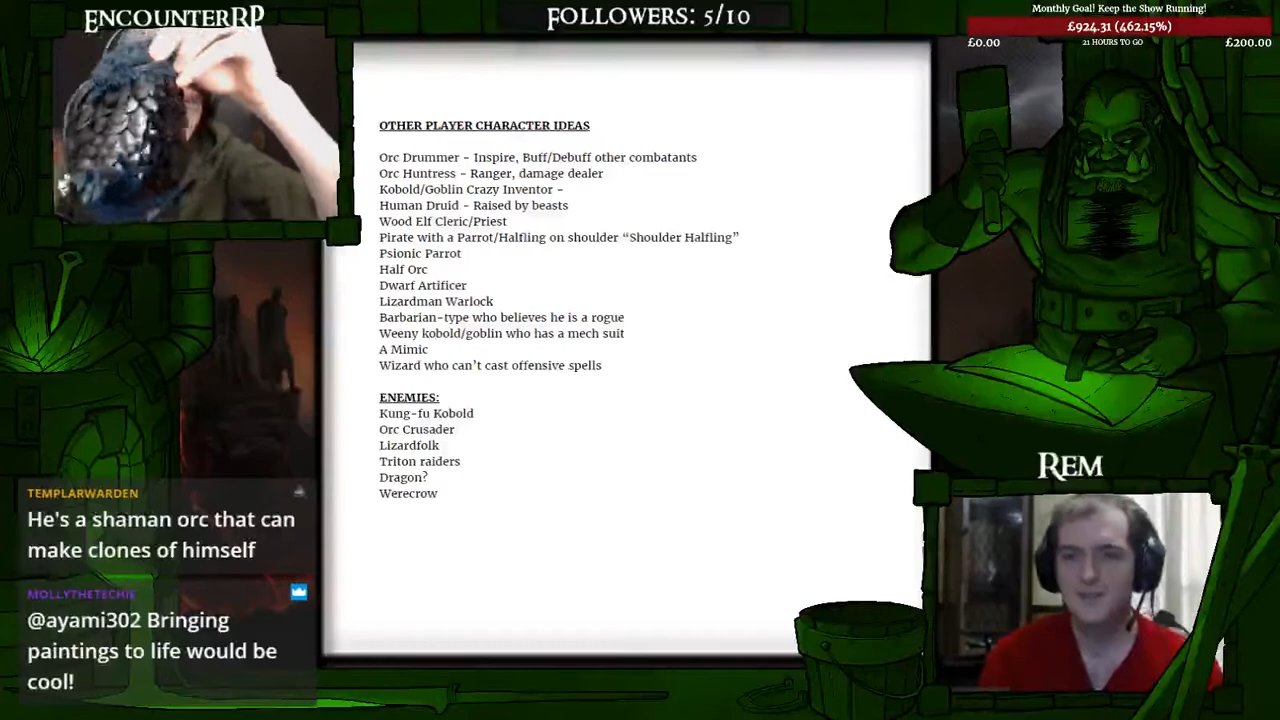 ENCOUNTERRP
FOLLOWERS: 5/10
Monthly Goal! Keep the Show Running!
£924.31 (462.15%)
£0.00
21 HOURS TO GO
£200.00
OTHER PLAYER CHARACTER IDEAS
Orc Drummer - Inspire, Buff/Debuff other combatants
Orc Huntress - Ranger, damage dealer
Kobold/Goblin Crazy Inventor -
Human Druid - Raised by beasts
Wood Elf Cleric/Priest
Pirate with a Parrot/Halfling on shoulder “Shoulder Halfling”
Psionic Parrot
Half Orc
Dwarf Artificer
Lizardman Warlock
Barbarian-type who believes he is a rogue
Weeny kobold/goblin who has a mech suit
A Mimic
Wizard who can’t cast offensive spells
ENEMIES:
Kung-fu Kobold
Orc Crusader
Lizardfolk
Triton raiders
Dragon?
Werecrow
TEMPLARWARDEN
He's a shaman orc that can
make clones of himself
MOLLYTHETECHIE
@ayami302 Bringing
paintings to life would be
cool!
REM